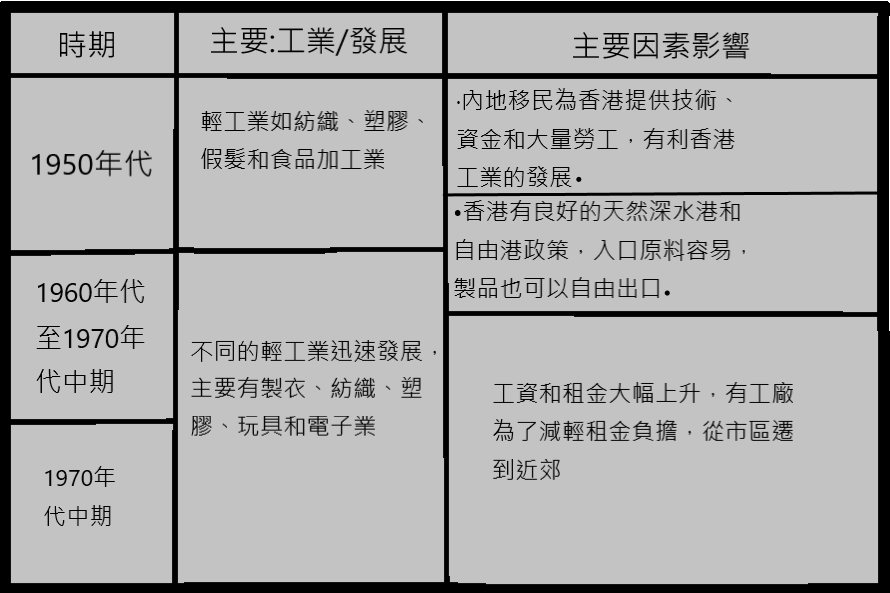 時期
主要:工業/發展
主要因素影響
1950年代
輕工業如紡織、塑膠、
假髮和食品加工業
·內地移民為香港提供技術、
資金和大量勞工，有利香港
工業的發展•
•香港有良好的天然深水港和
自由港政策，入口原料容易，
製品也可以自由出口•
1960年代
至1970年
代中期
不同的輕工業迅速發展，
主要有製衣、紡織、塑
膠、玩具和電子業
工資和租金大幅上升，有工廠
為了減輕租金負擔，從市區遷
到近郊
1970年
代中期